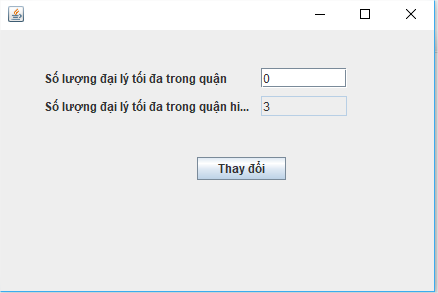 Số lượng đại lý tối đa trong quận 0
Số lượng đại lý tối đa trong quận hi... 3
Thay đổi